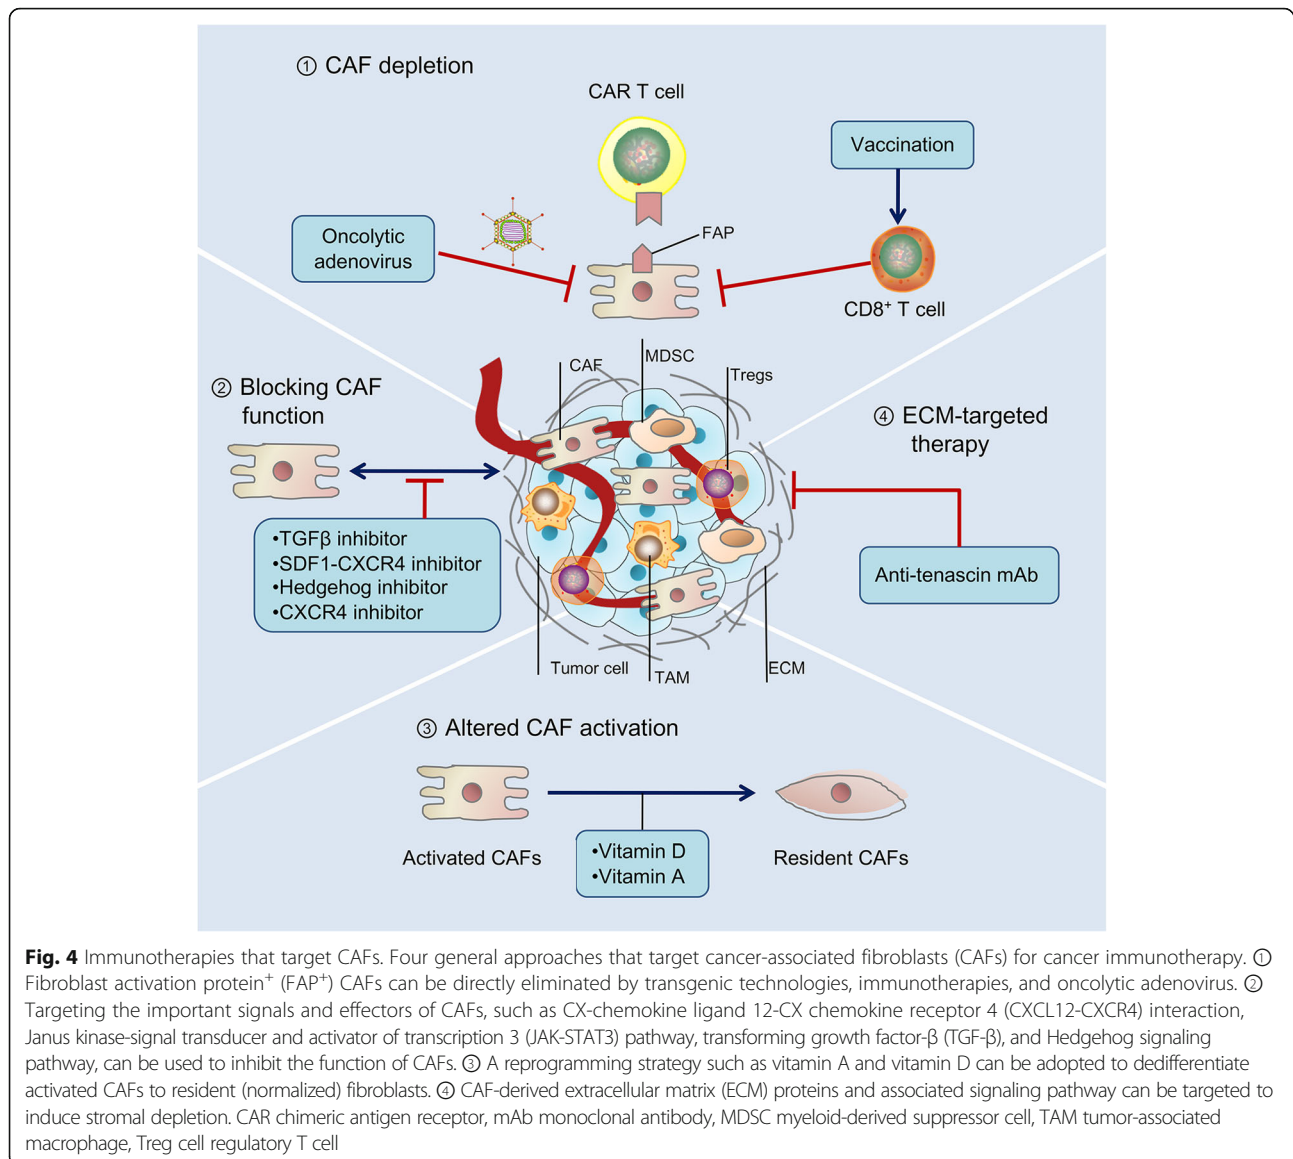 ① CAF depletion
CAR T cell
Vaccination
Oncolytic
adenovirus
FAP
CD8⁺ T cell
② Blocking CAF
function
CAF
MDSC
Tregs
④ ECM-targeted
therapy
•TGFβ inhibitor
•SDF1-CXCR4 inhibitor
•Hedgehog inhibitor
•CXCR4 inhibitor
Anti-tenascin mAb
Tumor cell
TAM
ECM
③ Altered CAF activation
Activated CAFs
•Vitamin D
•Vitamin A
Resident CAFs
Fig. 4 Immunotherapies that target CAFs. Four general approaches that target cancer-associated fibroblasts (CAFs) for cancer immunotherapy. ①
Fibroblast activation protein⁺ (FAP⁺) CAFs can be directly eliminated by transgenic technologies, immunotherapies, and oncolytic adenovirus. ②
Targeting the important signals and effectors of CAFs, such as CX-chemokine ligand 12-CX chemokine receptor 4 (CXCL12-CXCR4) interaction,
Janus kinase-signal transducer and activator of transcription 3 (JAK-STAT3) pathway, transforming growth factor-β (TGF-β), and Hedgehog signaling
pathway, can be used to inhibit the function of CAFs. ③ A reprogramming strategy such as vitamin A and vitamin D can be adopted to dedifferentiate
activated CAFs to resident (normalized) fibroblasts. ④ CAF-derived extracellular matrix (ECM) proteins and associated signaling pathway can be targeted to
induce stromal depletion. CAR chimeric antigen receptor, mAb monoclonal antibody, MDSC myeloid-derived suppressor cell, TAM tumor-associated
macrophage, Treg cell regulatory T cell